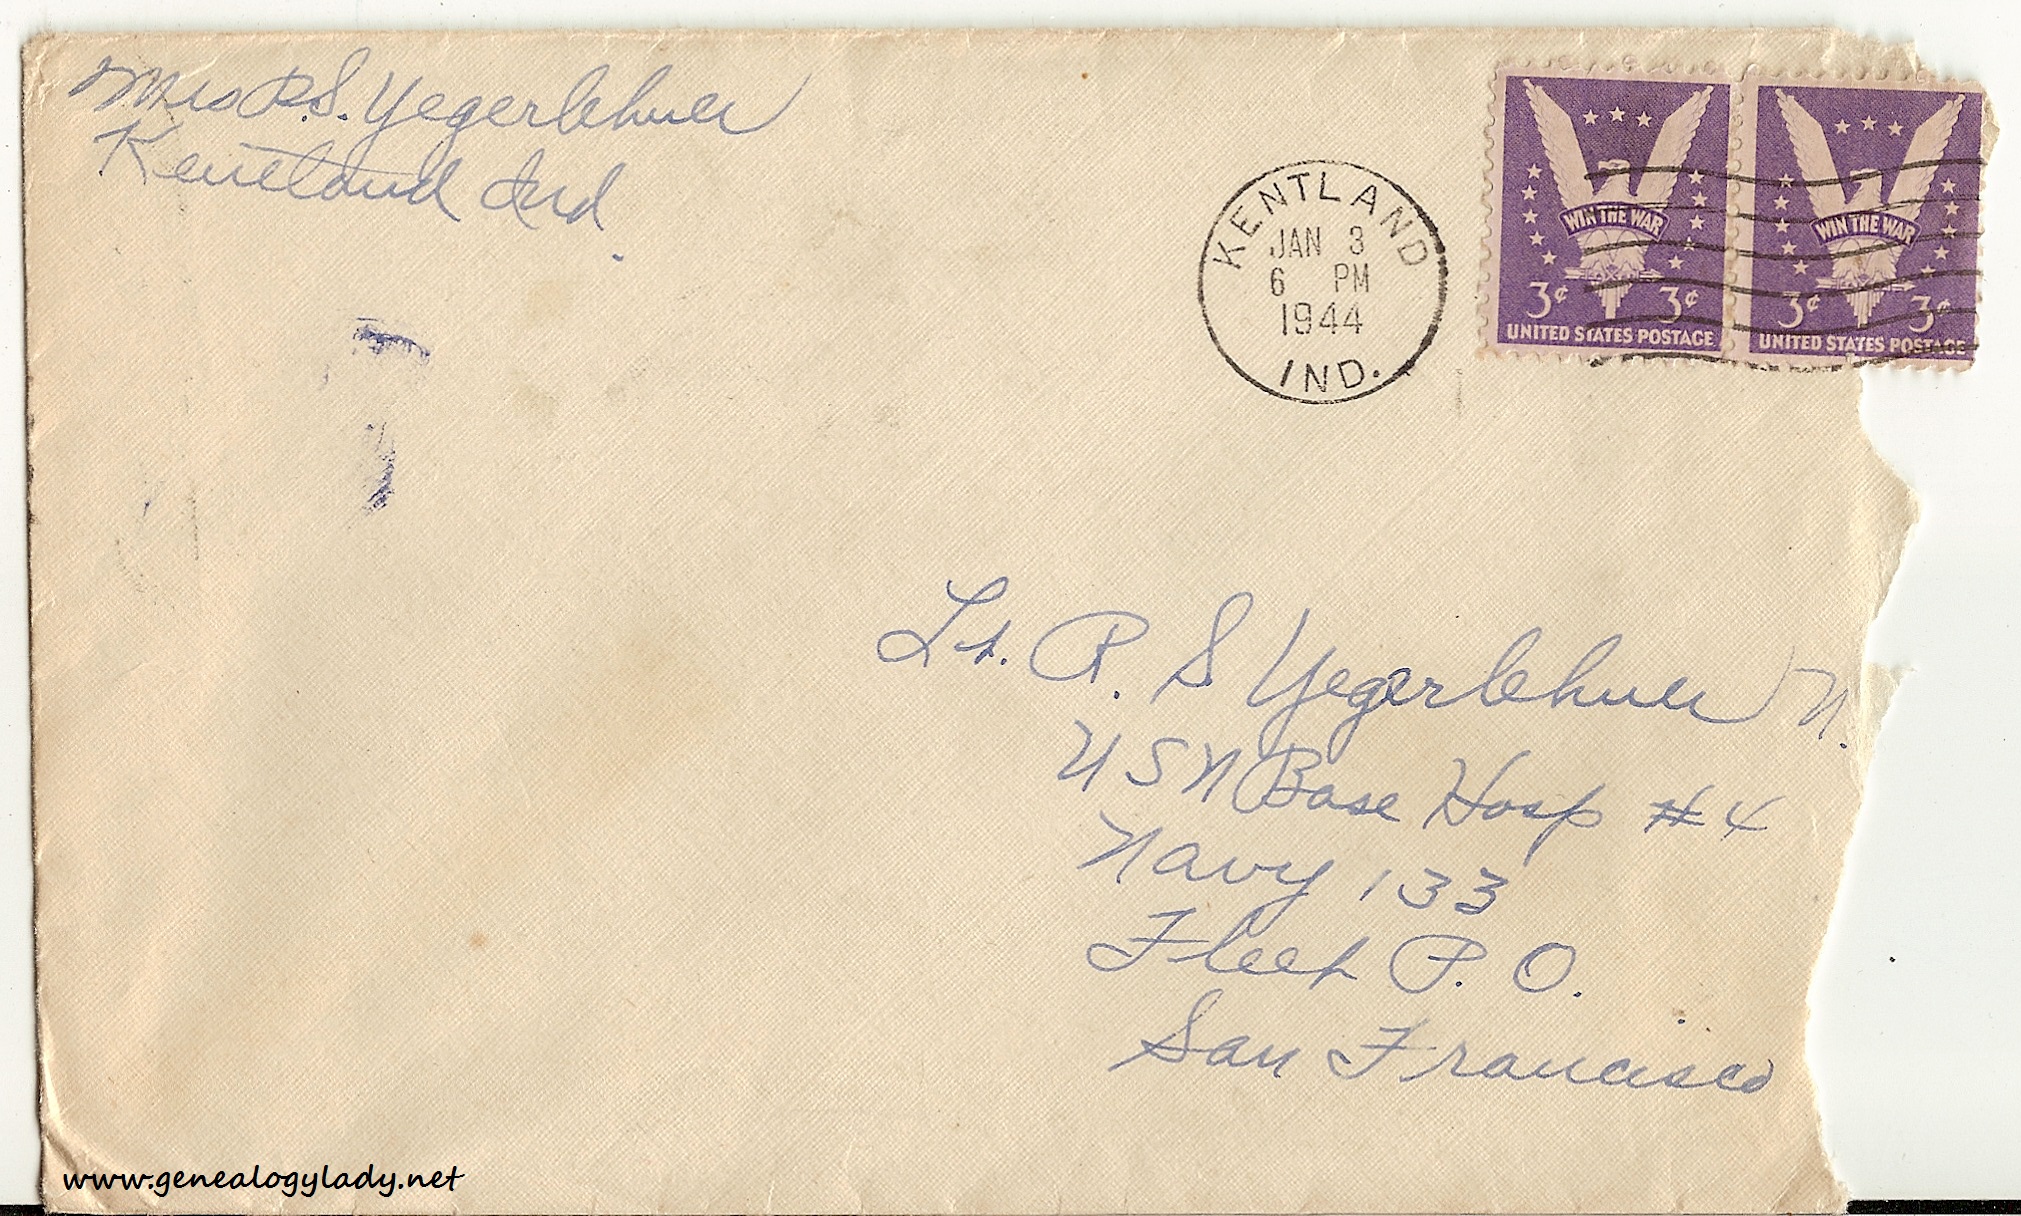 Mrs R.S. Yegerlehner
Kentland Ind.
KENTLAND
JAN 3
6 PM
1944
IND.
WIN THE WAR
3¢ 3¢
UNITED STATES POSTAGE
WIN THE WAR
3¢ 3¢
UNITED STATES POSTAGE
Lt. R. S Yegerlehner
USN Base Hosp #4
Navy 133
Fleet P. O.
San Francisco
www.genealogylady.net